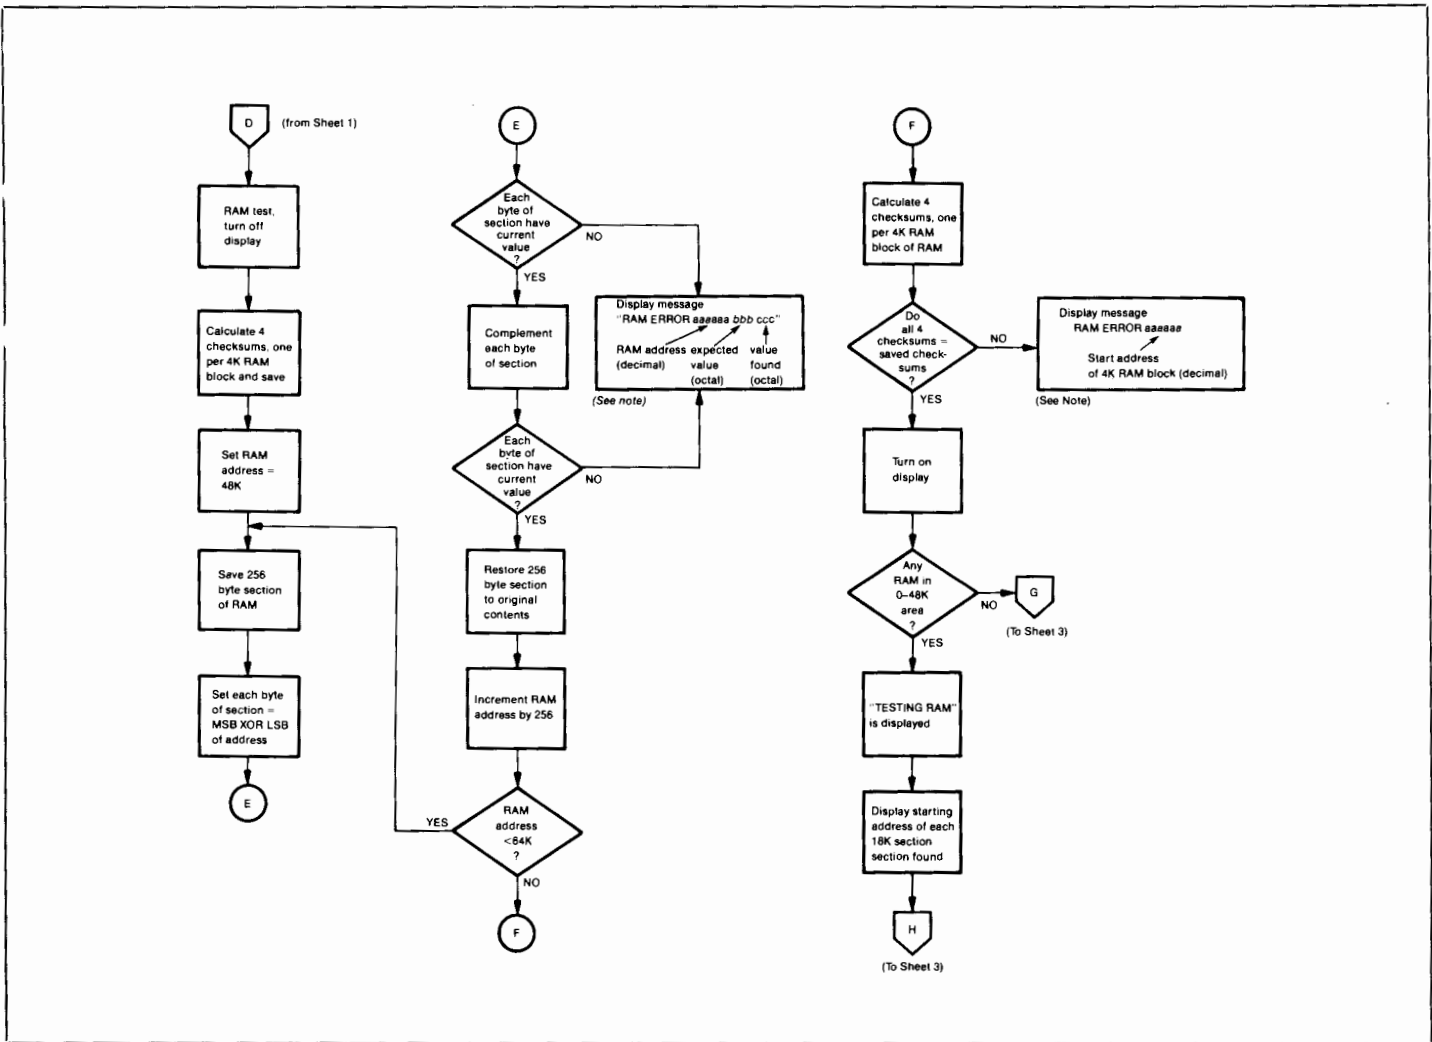 D
(from Sheet 1)
RAM test,
turn off
display
Calculate 4
checksums, one
per 4K RAM
block and save
Set RAM
address =
48K
Save 256
byte section
of RAM
Set each byte
of section =
MSB XOR LSB
of address
E
E
Each
byte of
section have
current
value
?
NO
YES
Complement
each byte
of section
Display message
"RAM ERROR aaaaaa bbb ccc"
RAM address expected value
(decimal) value found
(octal) (octal)
(See note)
Each
byte of
section have
current
value
?
NO
YES
Restore 256
byte section
to original
contents
Increment RAM
address by 256
RAM
address
<64K
?
YES
NO
F
F
Calculate 4
checksums, one
per 4K RAM
block of RAM
Do
all 4
checksums =
saved check-
sums
?
NO
YES
Display message
RAM ERROR aaaaaa
Start address
of 4K RAM block (decimal)
(See Note)
Turn on
display
Any
RAM in
0–48K
area
?
NO
YES
G
(To Sheet 3)
"TESTING RAM"
is displayed
Display starting
address of each
18K section
section found
H
(To Sheet 3)